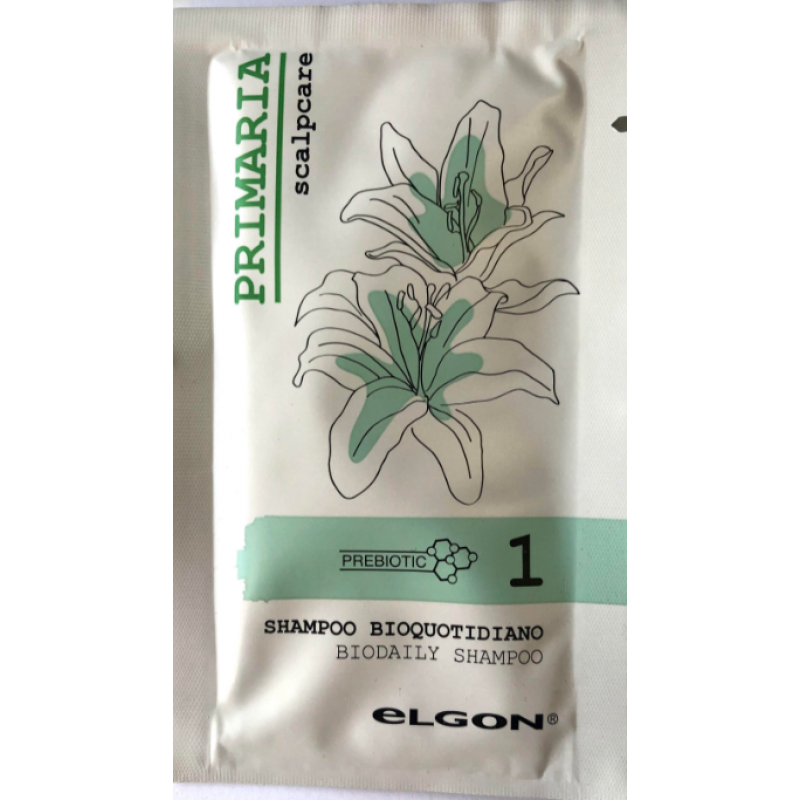 PRIMARIA
scalpcare
PREBIOTIC
1
SHAMPOO BIOQUOTIDIANO
BIODAILY SHAMPOO
eLGON®